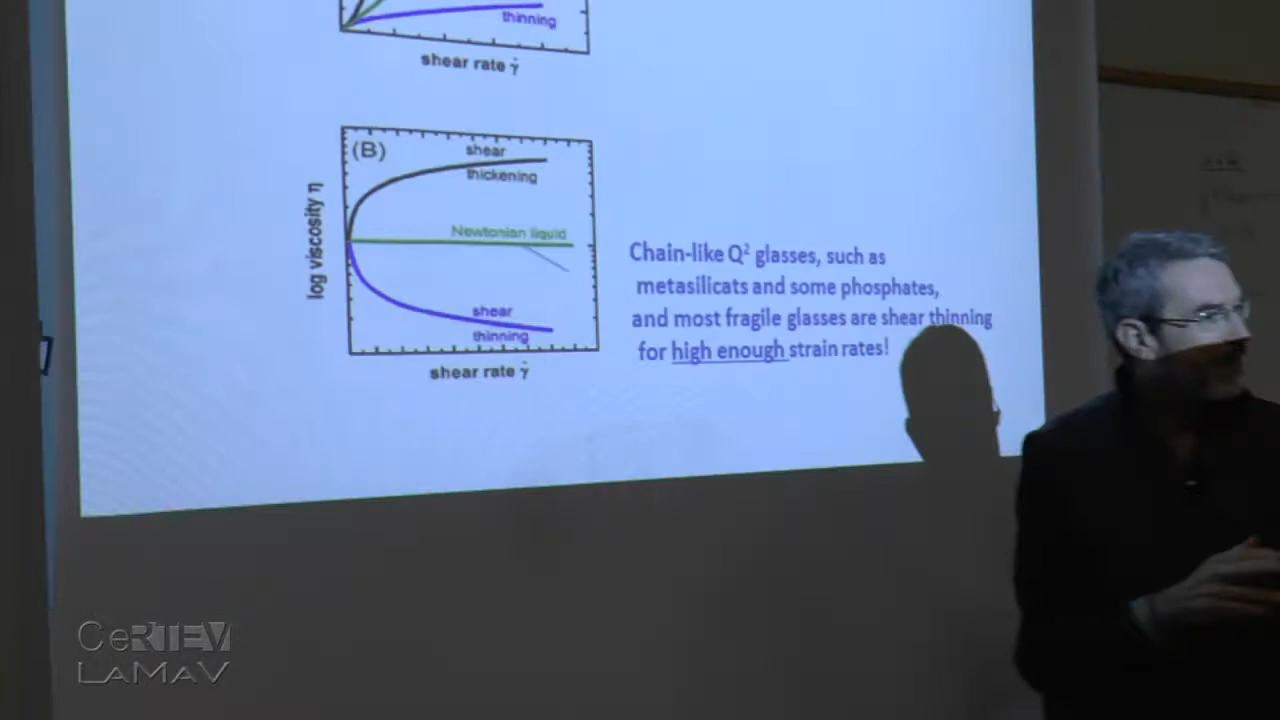 thinning
shear rate γ̇
(B)
shear
thickening
log viscosity η
Newtonian liquid
shear
thinning
shear rate γ̇
Chain-like Q² glasses, such as
metasilicats and some phosphates,
and most fragile glasses are shear thinning
for high enough strain rates!
CeRTEV
LAMAV